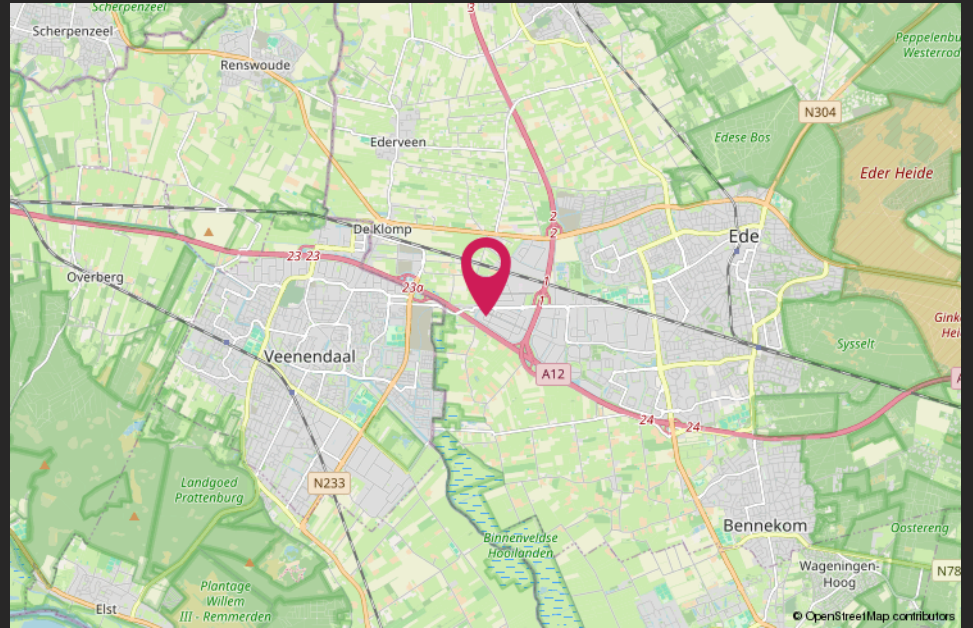 Scherpenzeel
Scherpenzeel
Renswoude
3
Peppelenbu
Westerrod
N304
Edese Bos
Ederveen
Eder Heide
2
2
De Klomp
Ede
23 23
Overberg
23a
1
1
Gink
Hei
Sysselt
Veenendaal
A12
A
24
24
Landgoed
Prattenburg
N233
Bennekom
Oostereng
Binnenveldse
Hooilanden
Wageningen-
Hoog
N78
Plantage
Willem
III - Remmerden
Elst
© OpenStreetMap contributors